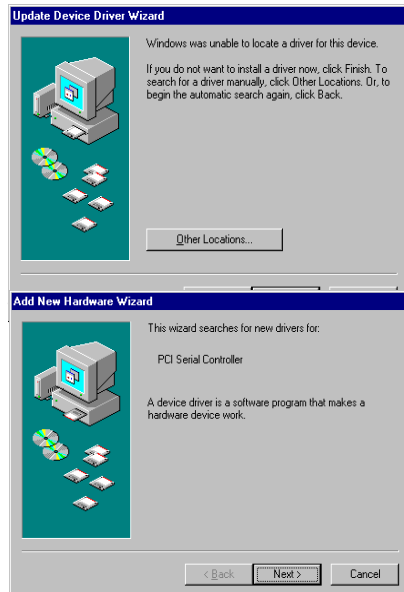 Update Device Driver Wizard
Windows was unable to locate a driver for this device.
If you do not want to install a driver now, click Finish. To
search for a driver manually, click Other Locations. Or, to
begin the automatic search again, click Back.
Other Locations...
Add New Hardware Wizard
This wizard searches for new drivers for:
PCI Serial Controller
A device driver is a software program that makes a
hardware device work.
< Back Next > Cancel